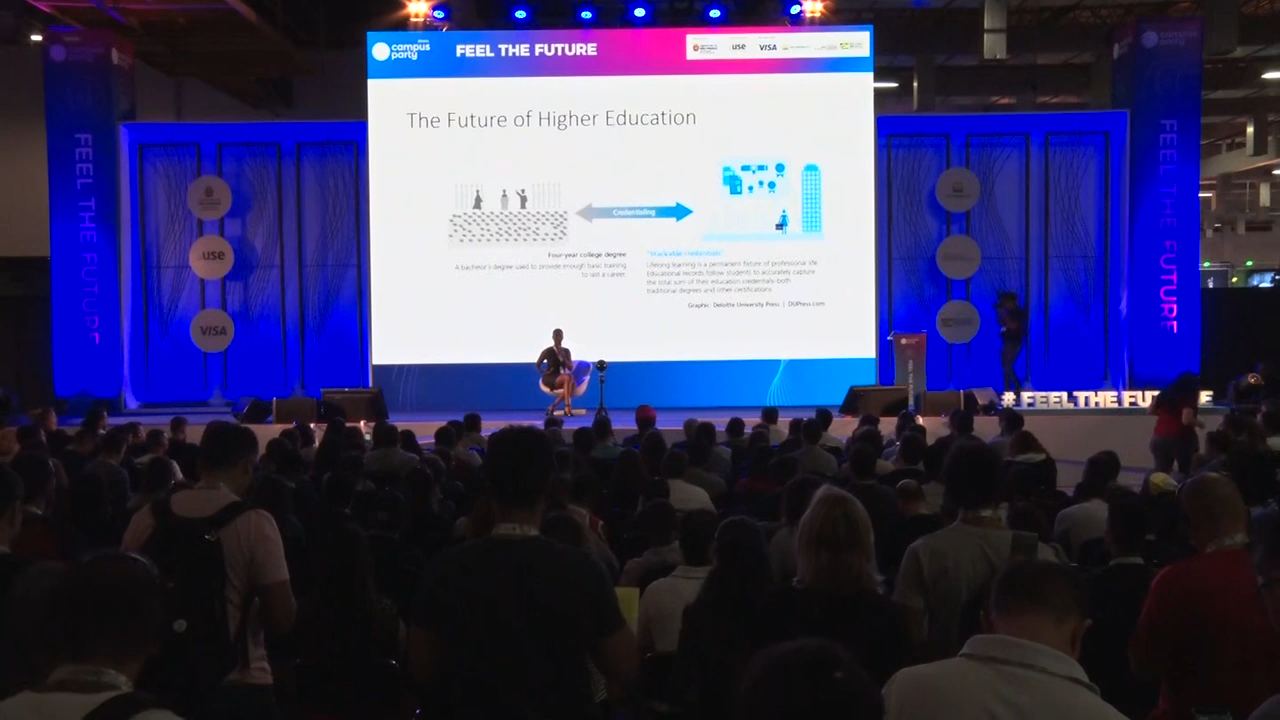 campus
party
FEEL THE FUTURE
use
VISA
campus
party
The Future of Higher Education
Credentialing
Four-year college degree
A bachelor's degree used to provide enough basic training
to last a career.
"Stackable credentials"
Lifelong learning is a permanent fixture of professional life.
Educational records follow student(s) to accurately capture
the total sum of their education credentials-both
traditional degrees and other certifications.
Graphic: Deloitte University Press | DUPress.com
FEEL THE FUTURE
FEEL THE FUTURE
.use
VISA
# FEEL THE FUTURE